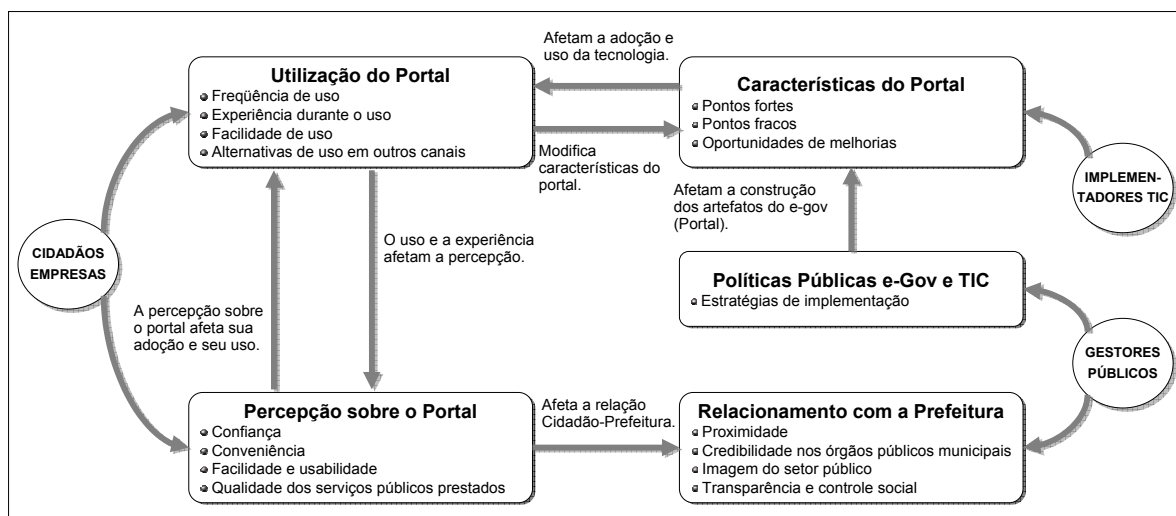 Afetam a adoção e
uso da tecnologia.
Utilização do Portal
Freqüência de uso
Experiência durante o uso
Facilidade de uso
Alternativas de uso em outros canais
Características do Portal
Pontos fortes
Pontos fracos
Oportunidades de melhorias
Modifica
características do
portal.
IMPLEMEN-
TADORES TIC
Afetam a construção
dos artefatos do e-gov
(Portal).
CIDADÃOS
EMPRESAS
O uso e a experiência
afetam a percepção.
Políticas Públicas e-Gov e TIC
Estratégias de implementação
A percepção sobre
o portal afeta sua
adoção e seu uso.
GESTORES
PÚBLICOS
Percepção sobre o Portal
Confiança
Conveniência
Facilidade e usabilidade
Qualidade dos serviços públicos prestados
Afeta a relação
Cidadão-Prefeitura.
Relacionamento com a Prefeitura
Proximidade
Credibilidade nos órgãos públicos municipais
Imagem do setor público
Transparência e controle social